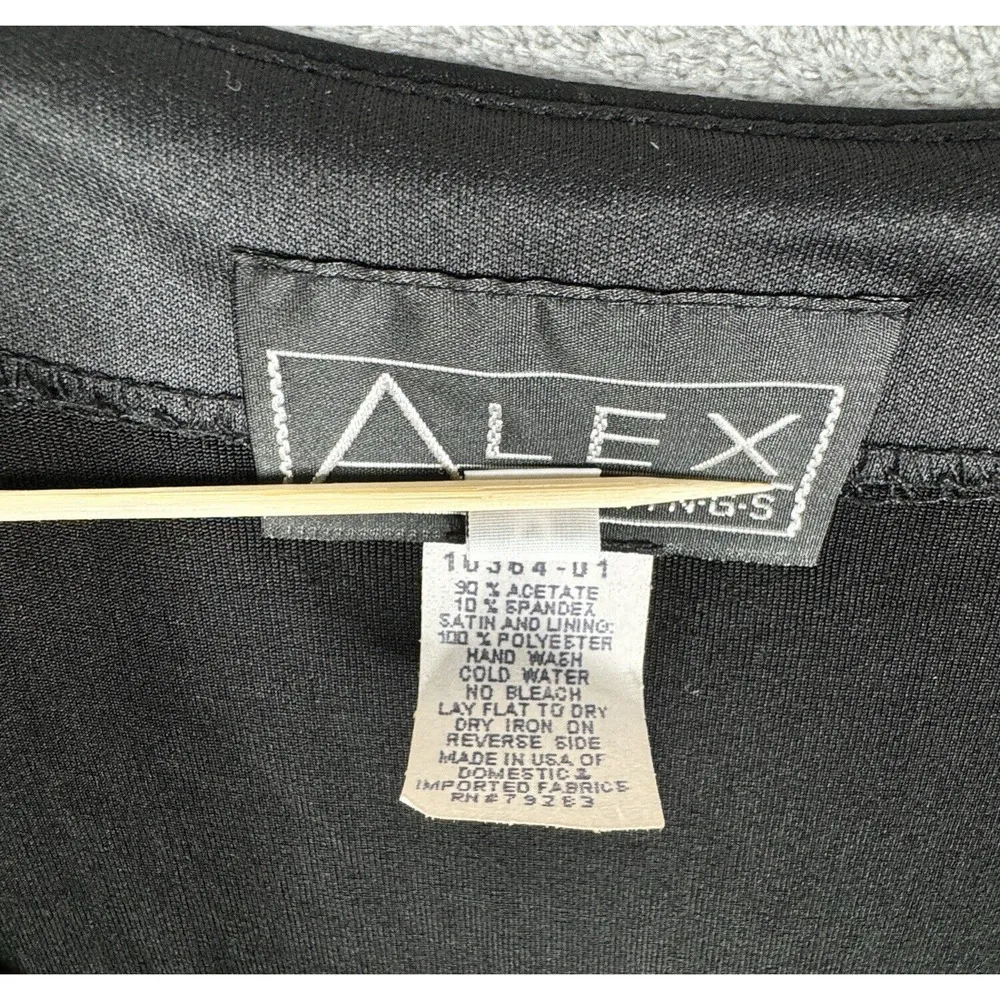 ALEX
N·G·S
10364-01
90 % ACETATE
10 % SPANDEX
SATIN AND LINING:
100 % POLYESTER
HAND WASH
COLD WATER
NO BLEACH
LAY FLAT TO DRY
DRY IRON ON
REVERSE SIDE
MADE IN USA OF
DOMESTIC &
IMPORTED FABRICS
RN#79283